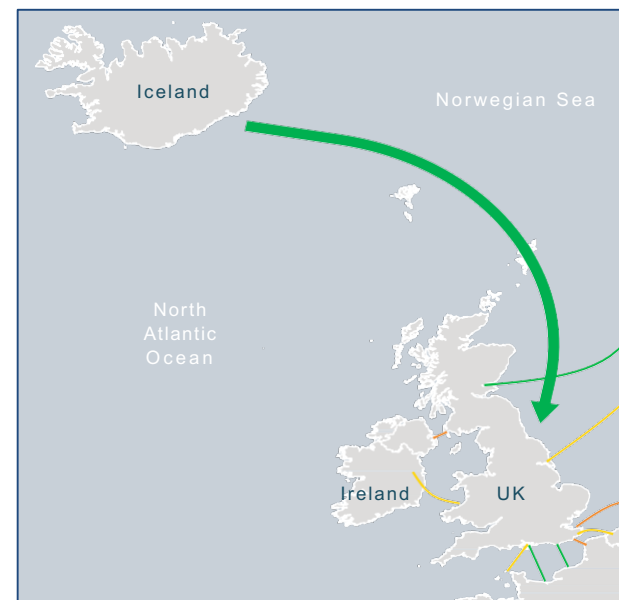 Iceland
Norwegian Sea
North
Atlantic
Ocean
Ireland
UK